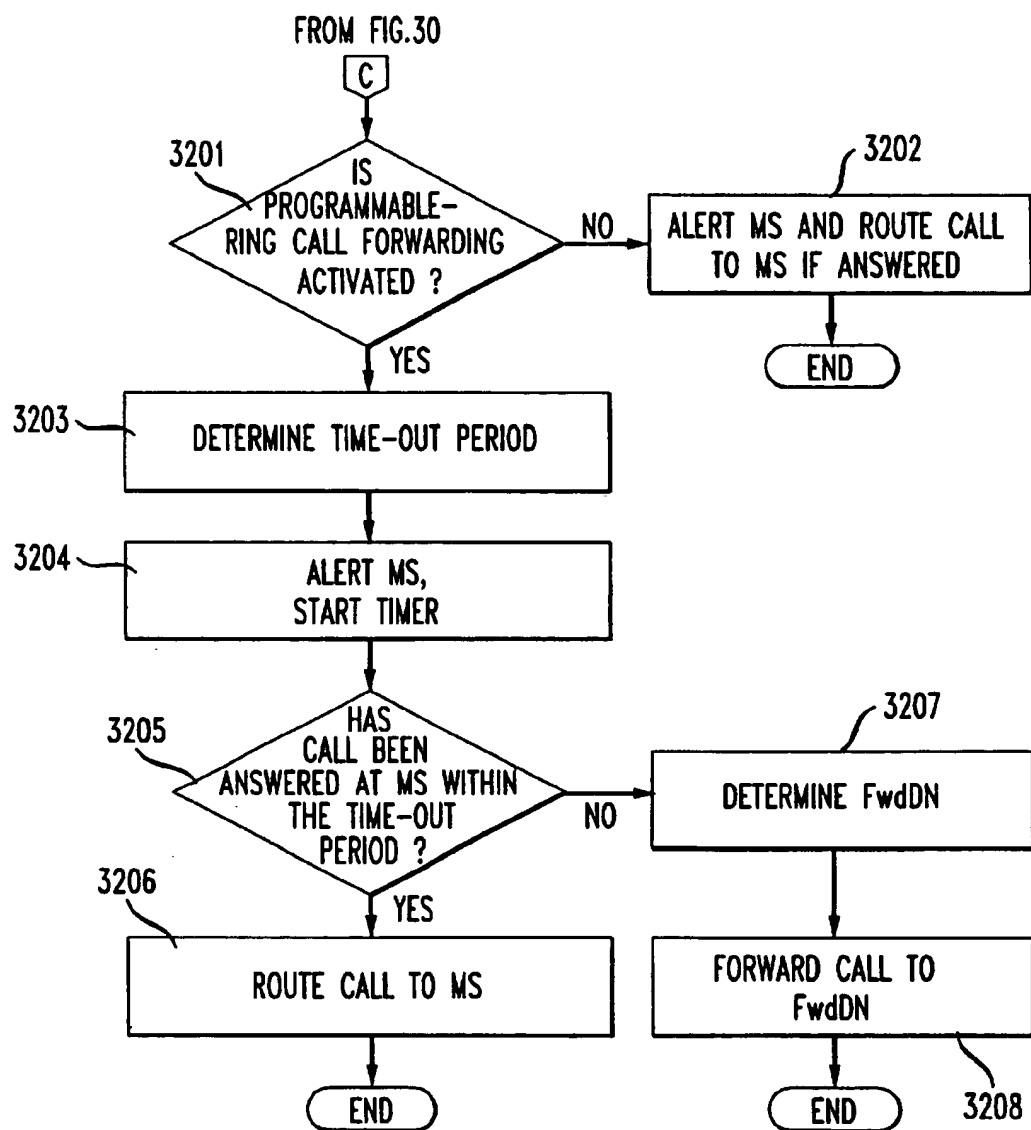 FROM FIG.30
C
3201
IS
PROGRAMMABLE-
RING CALL FORWARDING
ACTIVATED ?
NO
YES
3202
ALERT MS AND ROUTE CALL
TO MS IF ANSWERED
END
3203
DETERMINE TIME-OUT PERIOD
3204
ALERT MS,
START TIMER
3205
HAS
CALL BEEN
ANSWERED AT MS WITHIN
THE TIME-OUT
PERIOD ?
NO
YES
3207
DETERMINE FwdDN
3206
ROUTE CALL TO MS
END
FORWARD CALL TO
FwdDN
3208
END